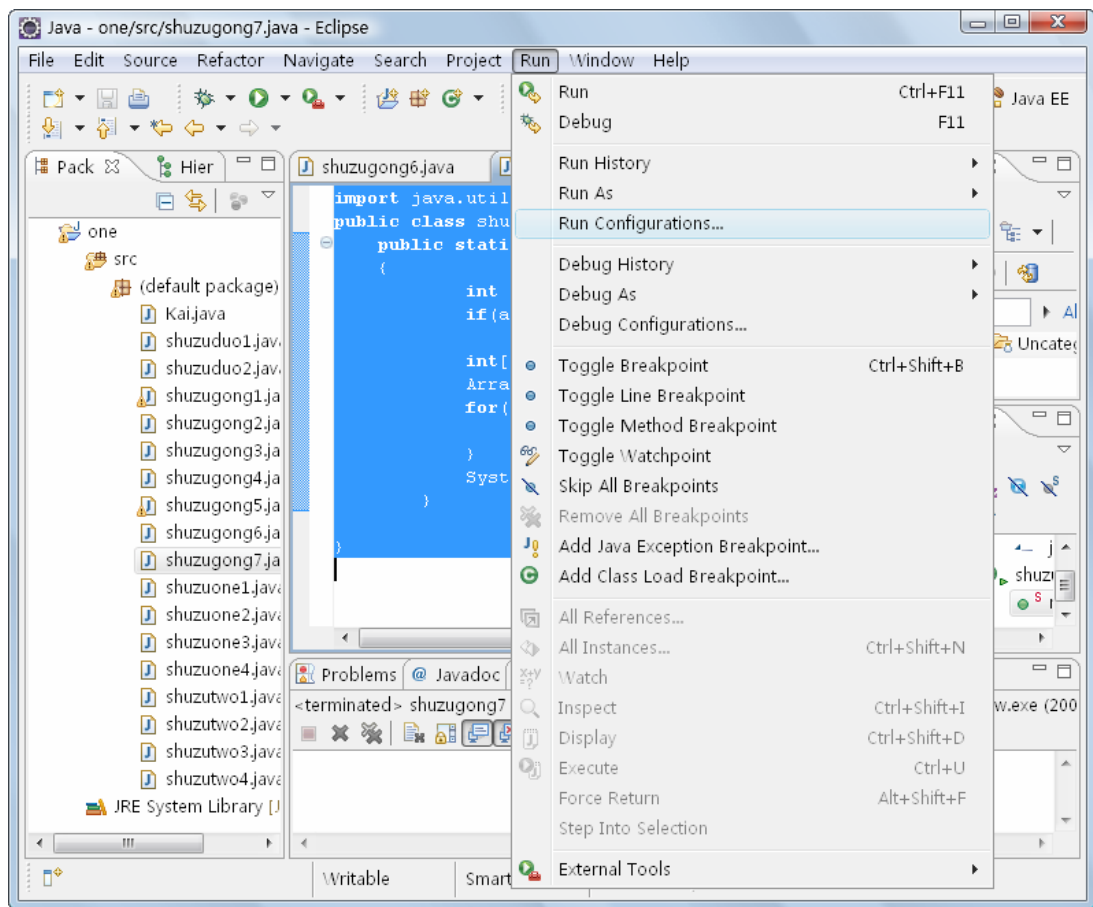 Java - one/src/shuzugong7.java - Eclipse
File Edit Source Refactor Navigate Search Project Run Window Help
Java EE
Pack Hier
one
src
(default package)
Kai.java
shuzuduo1.jav
shuzuduo2.jav
shuzugong1.ja
shuzugong2.ja
shuzugong3.ja
shuzugong4.ja
shuzugong5.ja
shuzugong6.ja
shuzugong7.ja
shuzuone1.java
shuzuone2.java
shuzuone3.java
shuzuone4.java
shuzutwo1.java
shuzutwo2.java
shuzutwo3.java
shuzutwo4.java
JRE System Library [J
shuzugong6.java
import java.util
public class shu
public stati
{
int
if(a
int[
Arra
for(
}
Syst
}
}
Run Ctrl+F11
Debug F11
Run History
Run As
Run Configurations...
Debug History
Debug As
Debug Configurations...
Toggle Breakpoint Ctrl+Shift+B
Toggle Line Breakpoint
Toggle Method Breakpoint
Toggle Watchpoint
Skip All Breakpoints
Remove All Breakpoints
Add Java Exception Breakpoint...
Add Class Load Breakpoint...
All References...
All Instances... Ctrl+Shift+N
Watch
Inspect Ctrl+Shift+I
Display Ctrl+Shift+D
Execute Ctrl+U
Force Return Alt+Shift+F
Step Into Selection
External Tools
Al
Uncate
j
shuz
Problems @ Javadoc
<terminated> shuzugong7
w.exe (200
Writable Smart